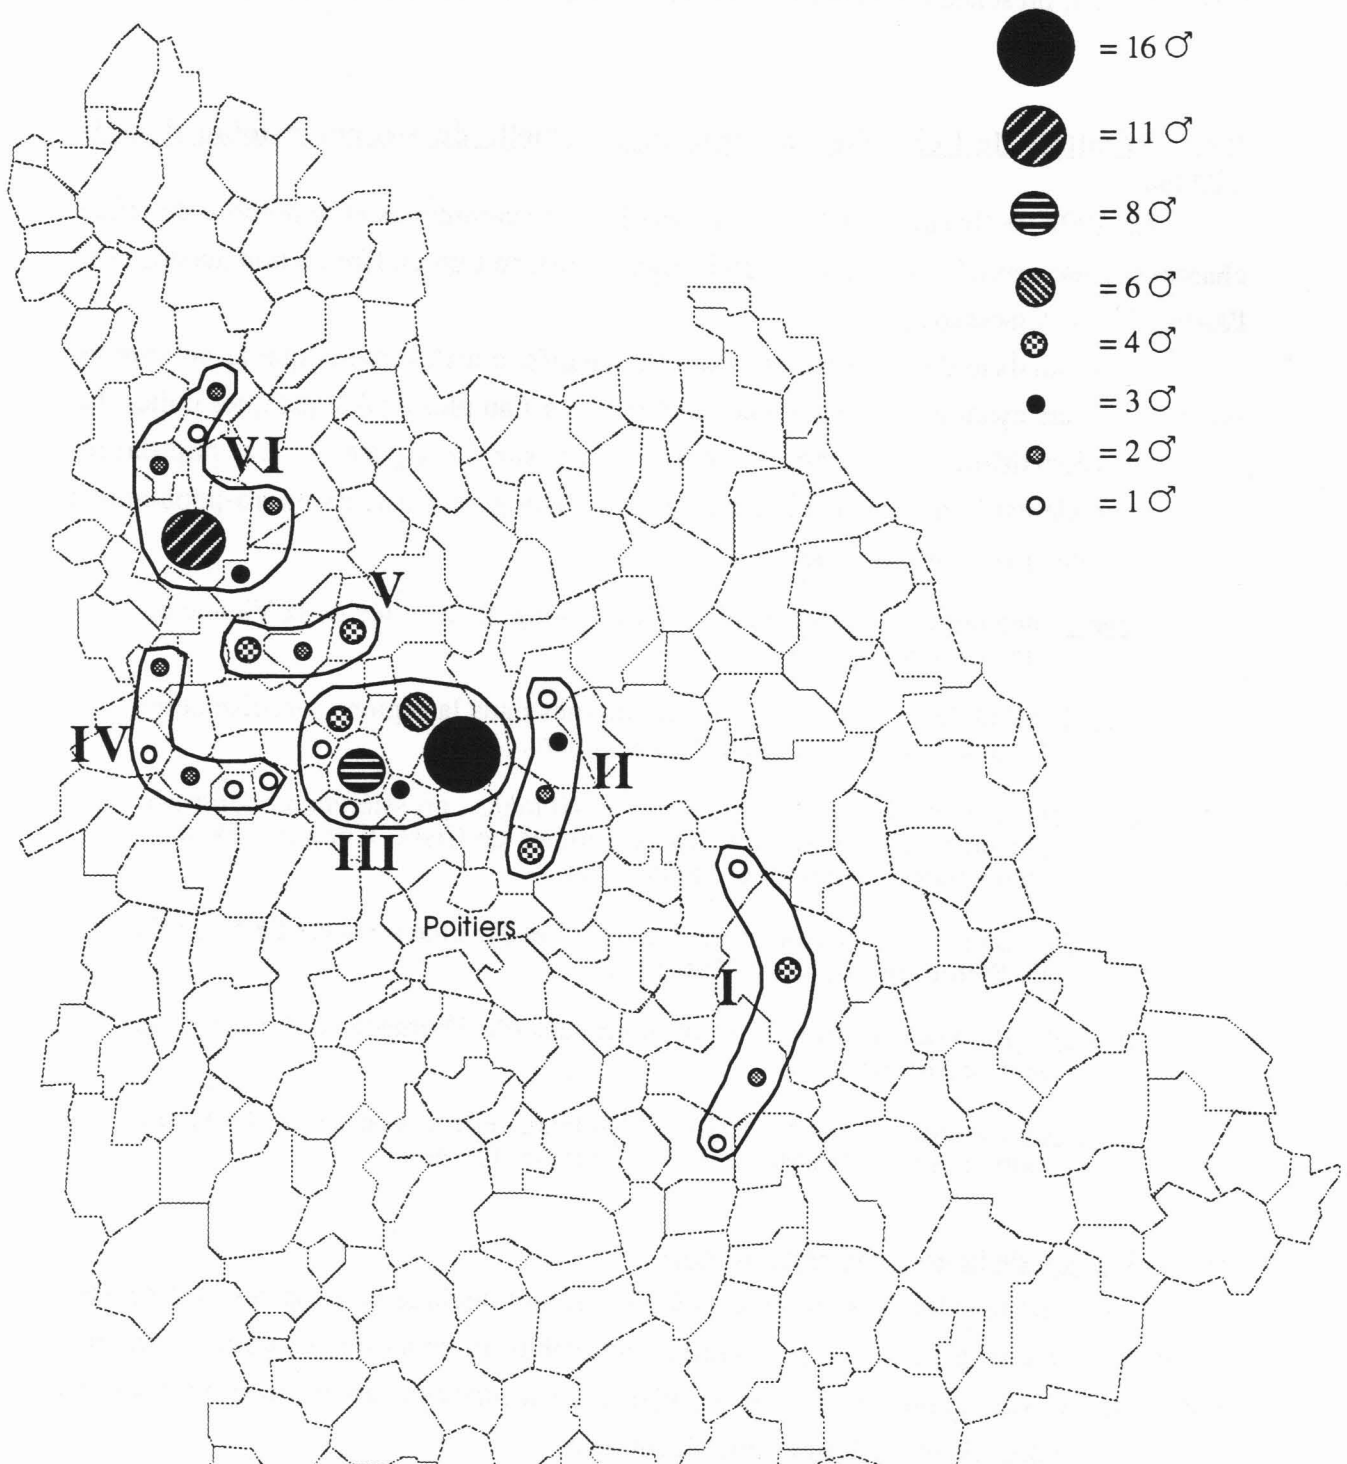 = 16 ♂
= 11 ♂
= 8 ♂
= 6 ♂
= 4 ♂
= 3 ♂
= 2 ♂
= 1 ♂
VI
V
IV
II
III
Poitiers
I